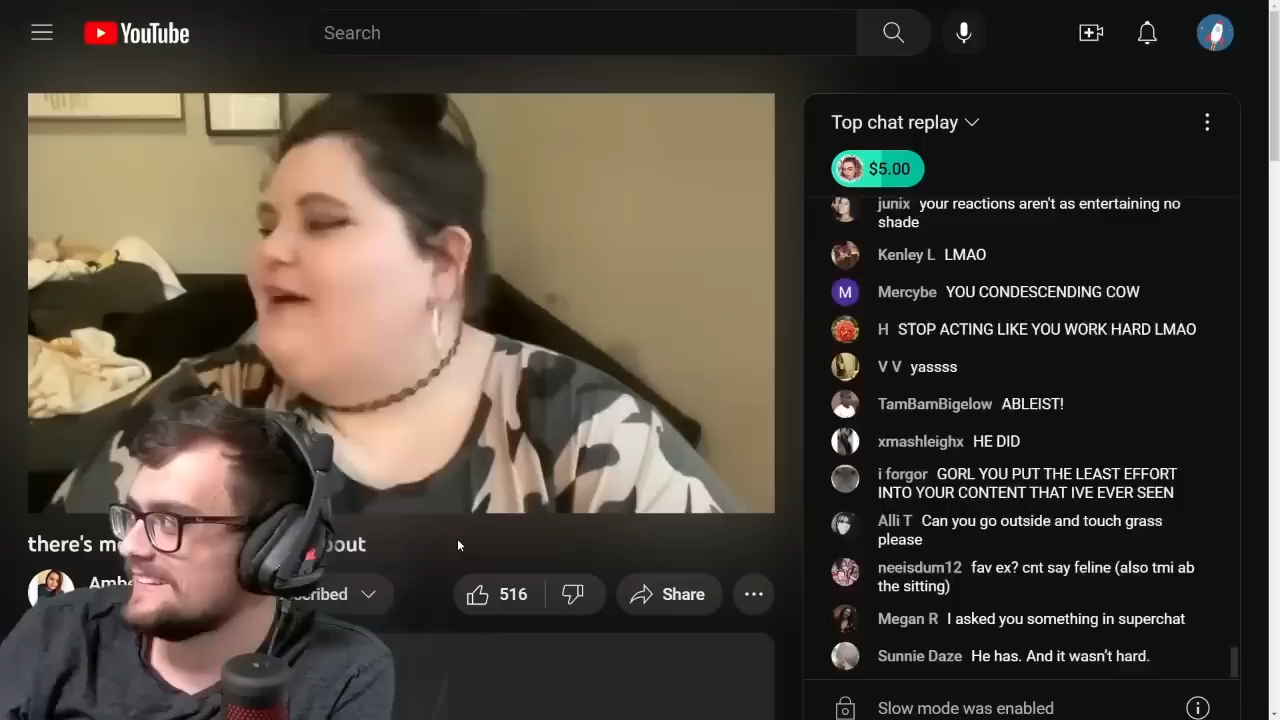 YouTube
Search
Top chat replay
$5.00
junix your reactions aren't as entertaining no
shade
Kenley L LMAO
M Mercybe YOU CONDESCENDING COW
H STOP ACTING LIKE YOU WORK HARD LMAO
V V yassss
TamBamBigelow ABLEIST!
xmashleighx HE DID
i forgor GORL YOU PUT THE LEAST EFFORT
INTO YOUR CONTENT THAT IVE EVER SEEN
Alli T Can you go outside and touch grass
please
neeisdum12 fav ex? cnt say feline (also tmi ab
the sitting)
Megan R I asked you something in superchat
Sunnie Daze He has. And it wasn't hard.
Slow mode was enabled
there's
516
Share